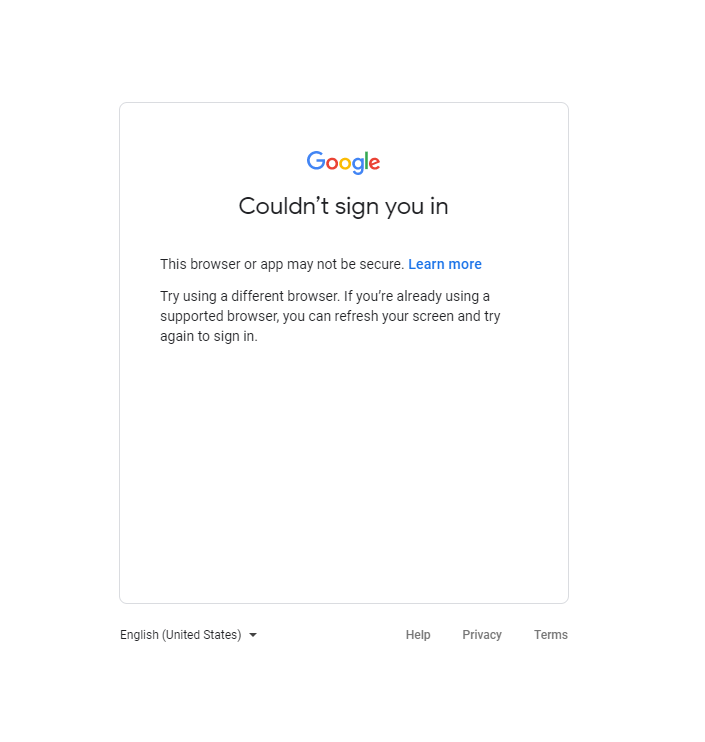 Google
Couldn’t sign you in
This browser or app may not be secure. Learn more
Try using a different browser. If you’re already using a
supported browser, you can refresh your screen and try
again to sign in.
English (United States) Help Privacy Terms